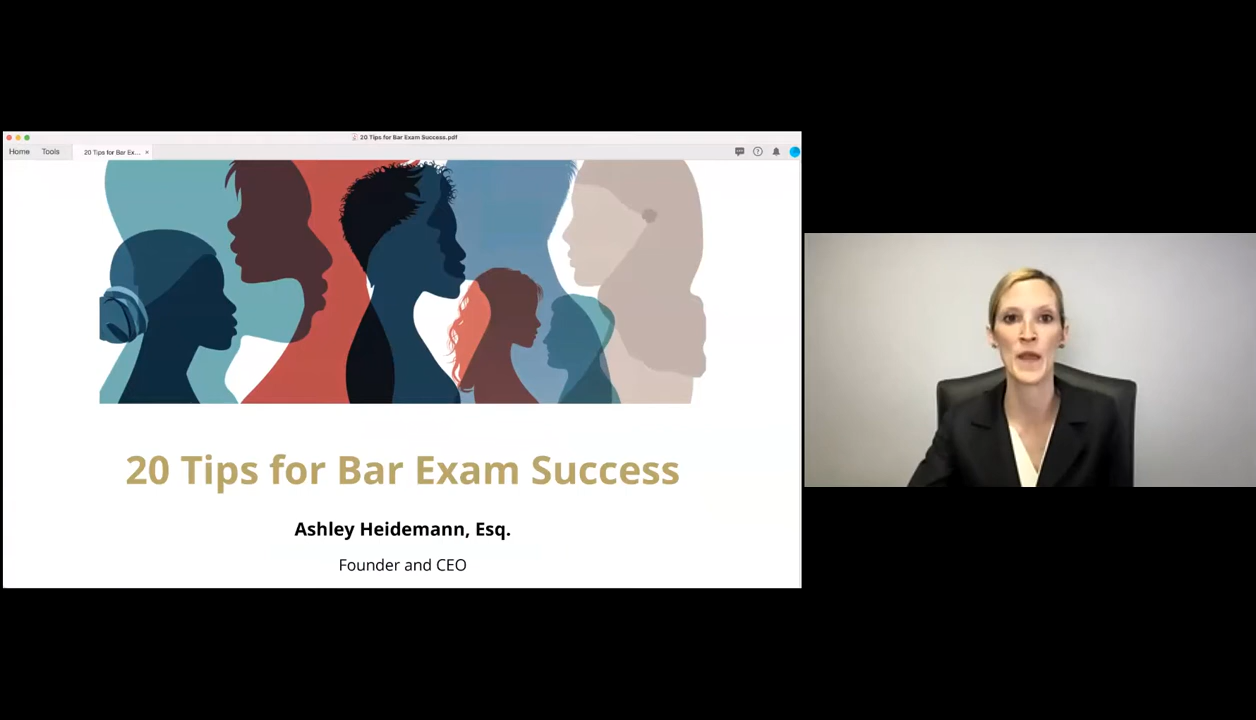 20 Tips for Bar Exam Success.pdf
Home Tools 20 Tips for Bar Ex...
20 Tips for Bar Exam Success
Ashley Heidemann, Esq.
Founder and CEO